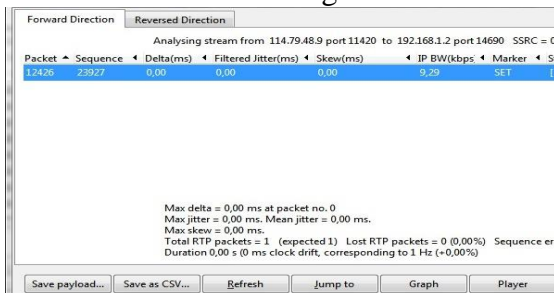 Forward Direction Reversed Direction
Analysing stream from 114.79.48.9 port 11420 to 192.168.1.2 port 14690 SSRC = 0
Packet Sequence Delta(ms) Filtered Jitter(ms) Skew(ms) IP BW(kbps Marker S
12426 23927 0,00 0,00 0,00 9,29 SET [
Max delta = 0,00 ms at packet no. 0
Max jitter = 0,00 ms. Mean jitter = 0,00 ms.
Max skew = 0,00 ms.
Total RTP packets = 1 (expected 1) Lost RTP packets = 0 (0,00%) Sequence er
Duration 0,00 s (0 ms clock drift, corresponding to 1 Hz (+0,00%)
Save payload... Save as CSV... Refresh Jump to Graph Player